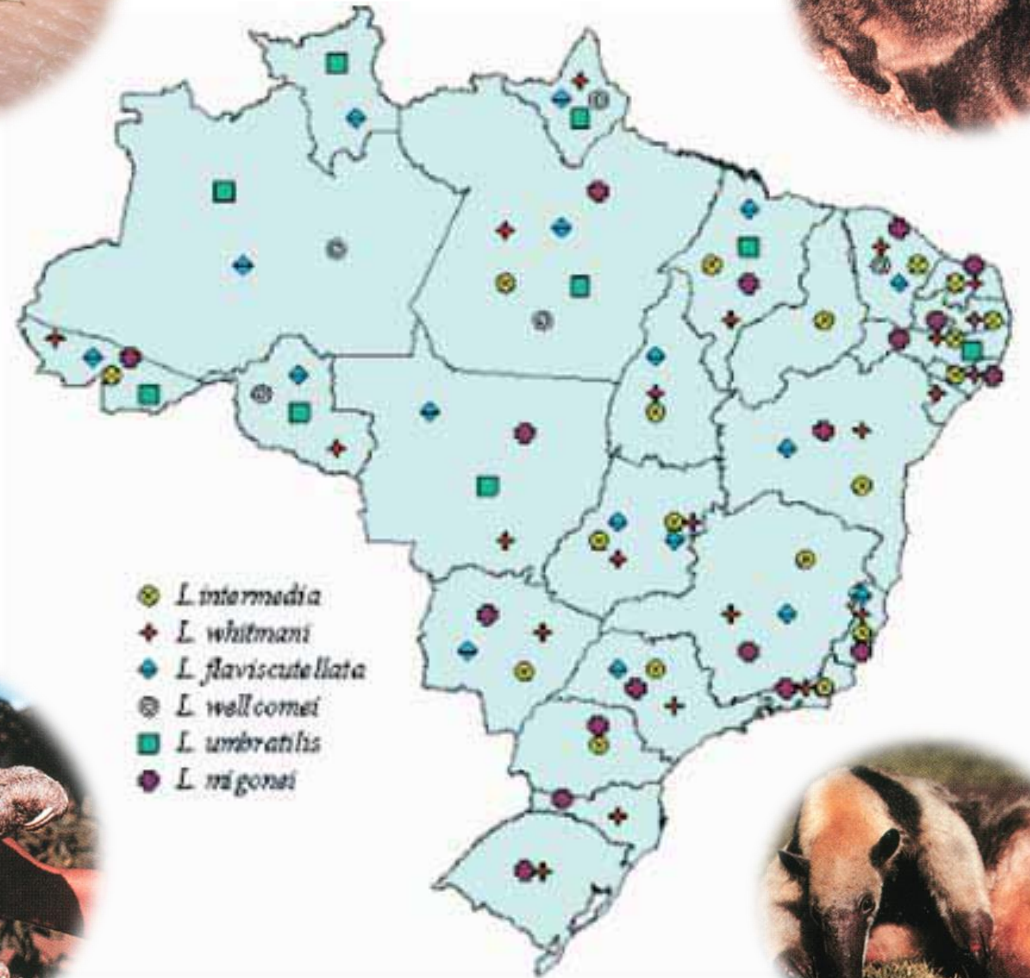 L. intermedia
L. whitmani
L. flaviscutellata
L. wellcomei
L. umbratilis
L. migonei